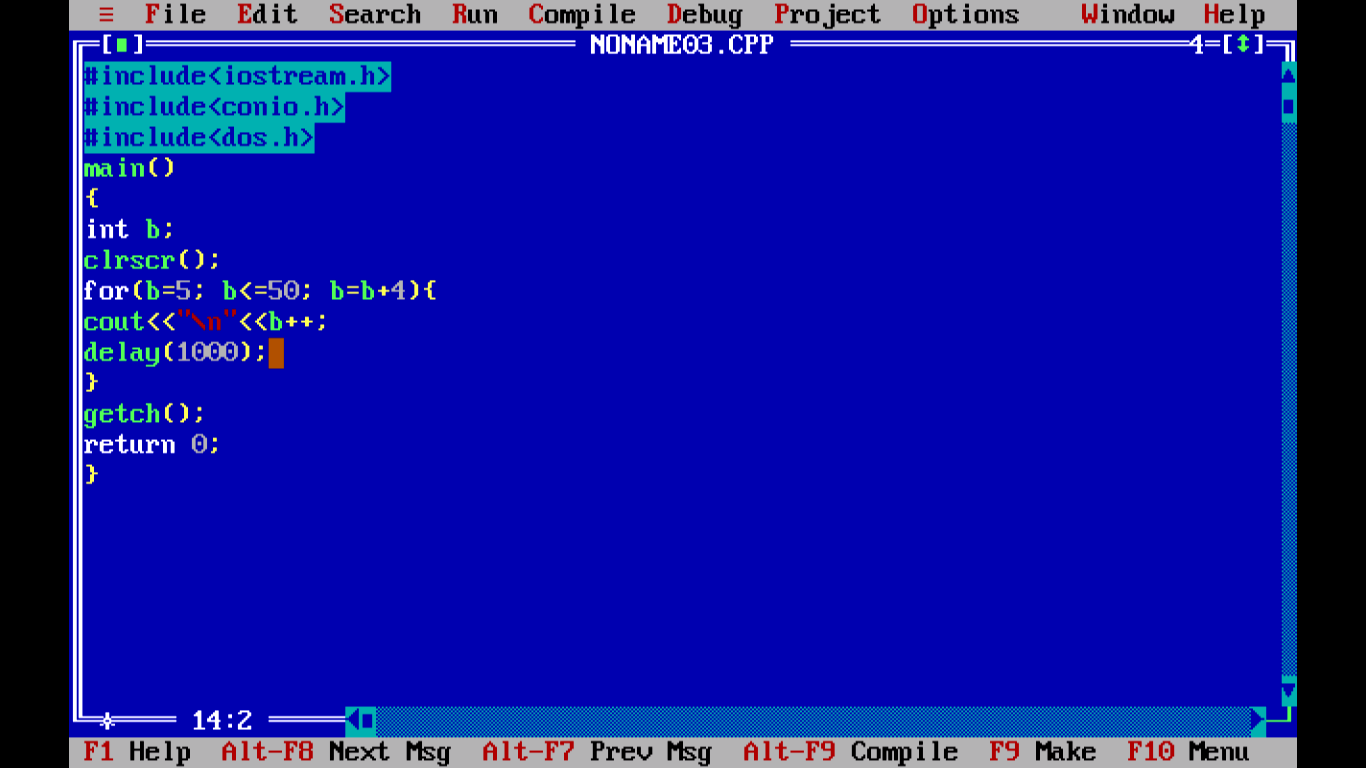 ≡ File Edit Search Run Compile Debug Project Options Window Help
[■] NONAME03.CPP 4=[↕]
#include<iostream.h>
#include<conio.h>
#include<dos.h>
main()
{
int b;
clrscr();
for(b=5; b<=50; b=b+4){
cout<<"\n"<<b++;
delay(1000);
}
getch();
return 0;
}
14:2
F1 Help Alt-F8 Next Msg Alt-F7 Prev Msg Alt-F9 Compile F9 Make F10 Menu